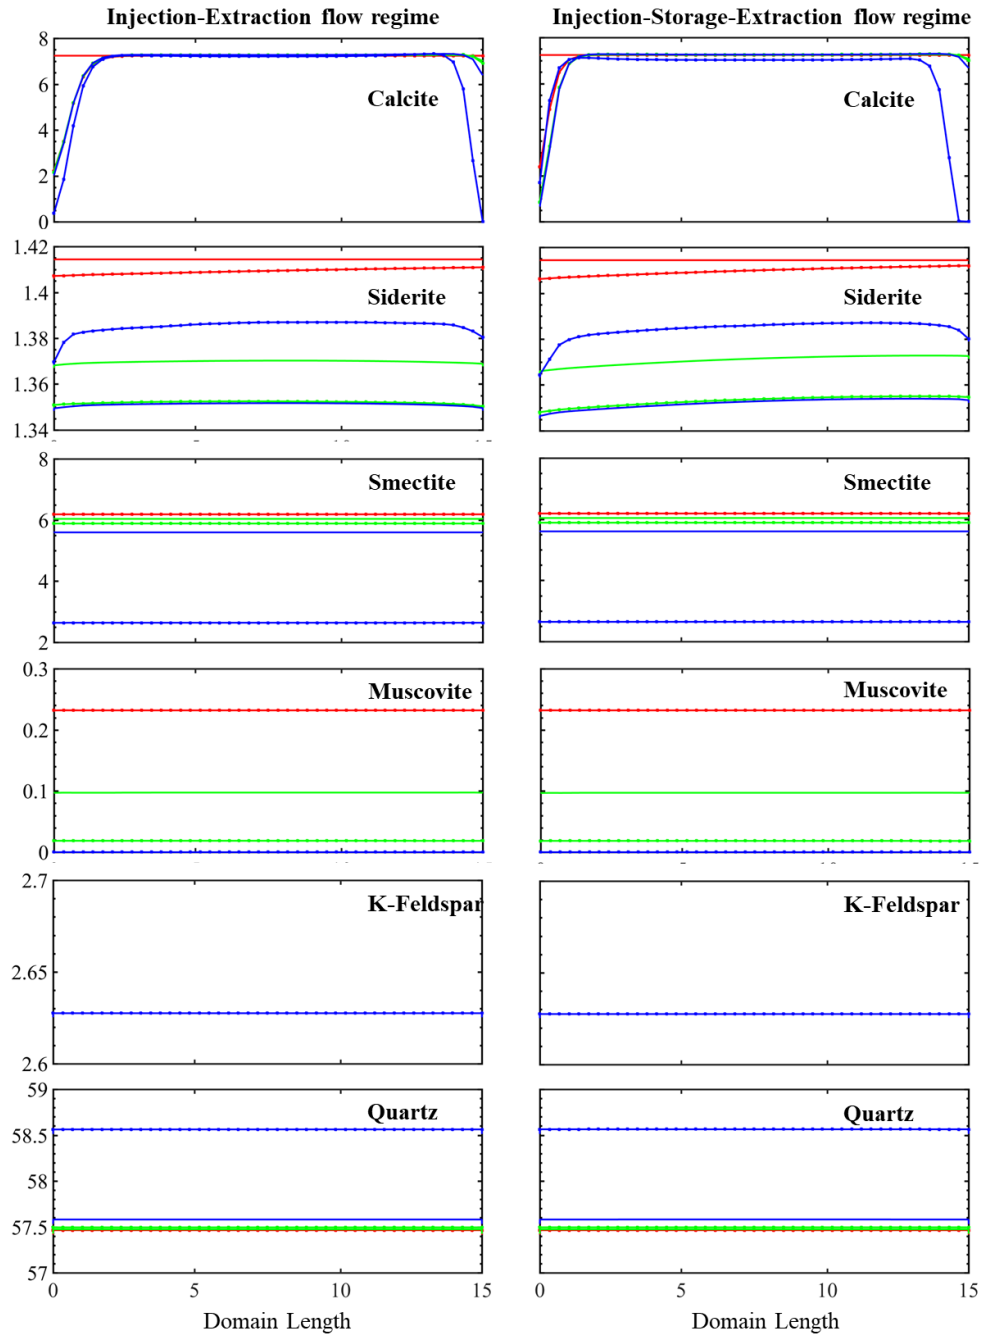 Injection-Extraction flow regime
Injection-Storage-Extraction flow regime
8
6
4
2
0
Calcite
Calcite
1.42
1.4
1.38
1.36
1.34
Siderite
Siderite
8
6
4
2
Smectite
Smectite
0.3
0.2
0.1
0
Muscovite
Muscovite
2.7
2.65
2.6
K-Feldspar
K-Feldspar
59
58.5
58
57.5
57
Quartz
Quartz
0 5 10 15
0 5 10 15
Domain Length
Domain Length